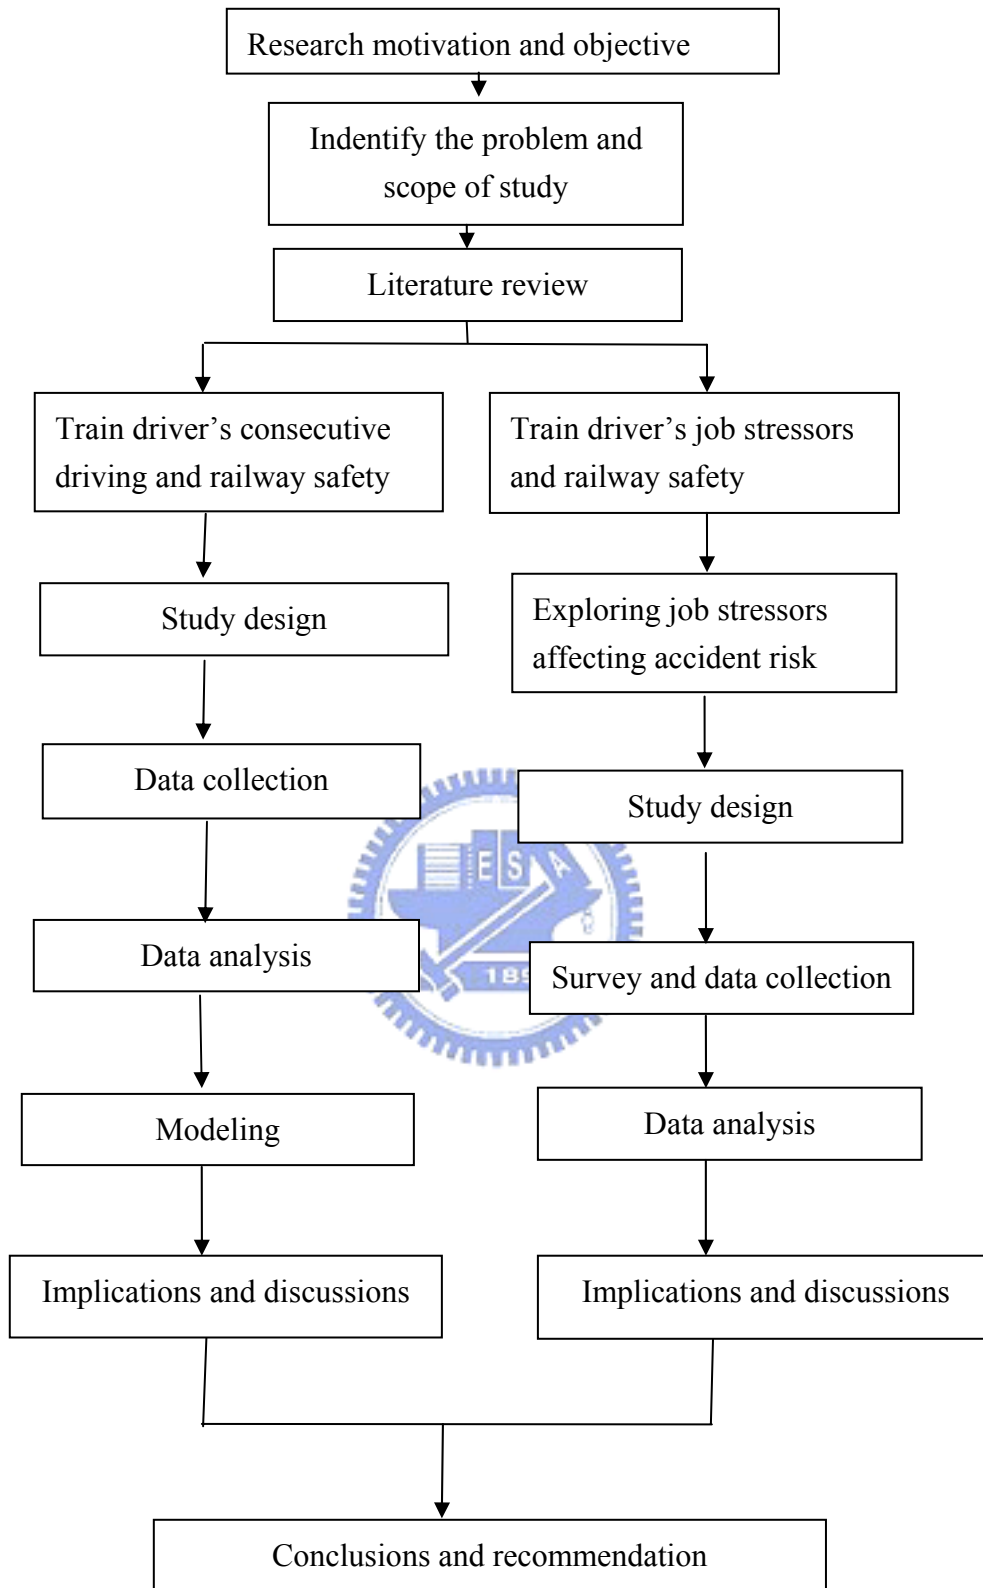 Research motivation and objective
Indentify the problem and
scope of study
Literature review
Train driver’s consecutive
driving and railway safety
Study design
Data collection
Data analysis
Modeling
Implications and discussions
Train driver’s job stressors
and railway safety
Exploring job stressors
affecting accident risk
Study design
Survey and data collection
Data analysis
Implications and discussions
Conclusions and recommendation
E S A